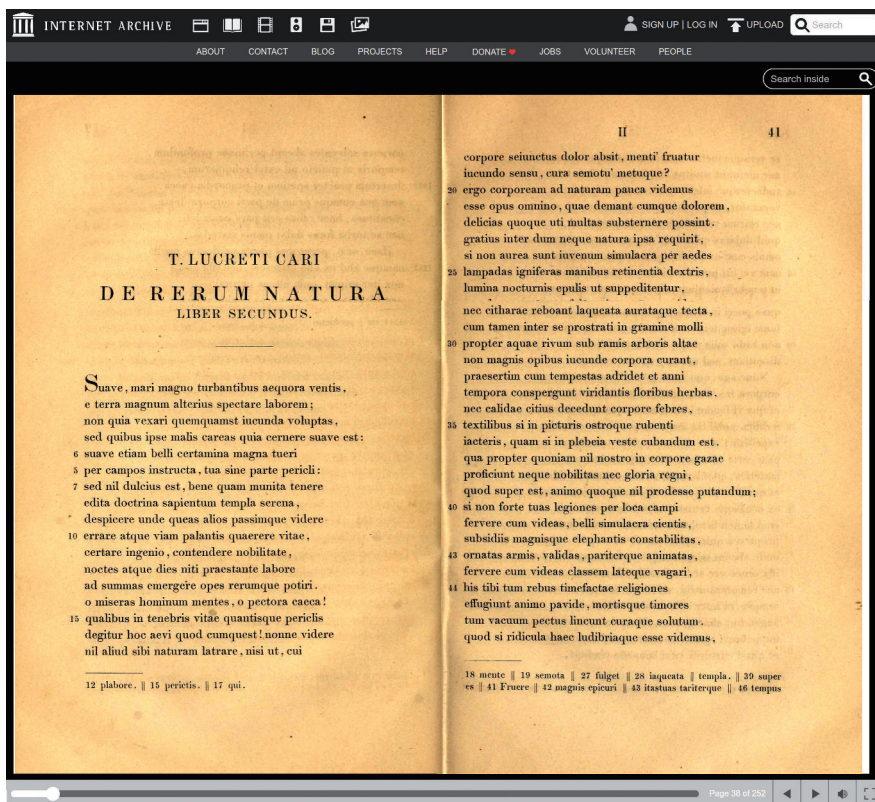 INTERNET ARCHIVE
SIGN UP | LOG IN
UPLOAD
Search
ABOUT CONTACT BLOG PROJECTS HELP DONATE JOBS VOLUNTEER PEOPLE
Search inside
T. LUCRETI CARI
DE RERUM NATURA
LIBER SECUNDUS.
Suave, mari magno turbantibus aequora ventis,
e terra magnum alterius spectare laborem;
non quia vexari quemquamst iucunda voluptas,
sed quibus ipse malis careas quia cernere suave est:
6 suave etiam belli certamina magna tueri
5 per campos instructa, tua sine parte pericli:
7 sed nil dulcius est, bene quam munita tenere
edita doctrina sapientum templa serena,
despicere unde queas alios passimque videre
10 errare atque viam palantis quaerere vitae,
certare ingenio, contendere nobilitate,
noctes atque dies niti praestante labore
ad summas emergere opes rerumque potiri.
o miseras hominum mentes, o pectora caeca!
15 qualibus in tenebris vitae quantisque periclis
degitur hoc aevi quod cumquest! nonne videre
nil aliud sibi naturam latrare, nisi ut, cui
12 plabore. || 15 perictis. || 17 qui.
II 41
corpore seiunctus dolor absit, menti' fruatur
iucundo sensu, cura semotu' metuque?
20 ergo corpoream ad naturam pauca videmus
esse opus omnino, quae demant cumque dolorem,
delicias quoque uti multas substernere possint.
gratius inter dum neque natura ipsa requirit,
si non aurea sunt iuvenum simulacra per aedes
25 lampadas igniferas manibus retinentia dextris,
lumina nocturnis epulis ut suppeditentur,
nec citharae reboant laqueata aurataque tecta,
cum tamen inter se prostrati in gramine molli
30 propter aquae rivum sub ramis arboris altae
non magnis opibus iucunde corpora curant,
praesertim cum tempestas adridet et anni
tempora conspergunt viridantis floribus herbas.
nec calidae citius decedunt corpore febres,
35 textilibus si in picturis ostroque rubenti
iacteris, quam si in plebeia veste cubandum est.
qua propter quoniam nil nostro in corpore gazae
proficiunt neque nobilitas nec gloria regni,
quod super est, animo quoque nil prodesse putandum;
40 si non forte tuas legiones per loca campi
fervere cum videas, belli simulacra cientis,
subsidiis magnisque elephantis constabilitas,
43 ornatas armis, validas, pariterque animatas,
fervere cum videas classem lateque vagari,
44 his tibi tum rebus timefactae religiones
effugiunt animo pavide, mortisque timores
tum vacuum pectus lincunt curaque solutum.
quod si ridicula haec ludibriaque esse videmus,
18 mente || 19 semota || 27 fulget || 28 iaqueata || templa. || 39 super
es || 41 Fruere || 42 magnis epicuri || 43 itastuas tariterque || 46 tempus
Page 36 of 252